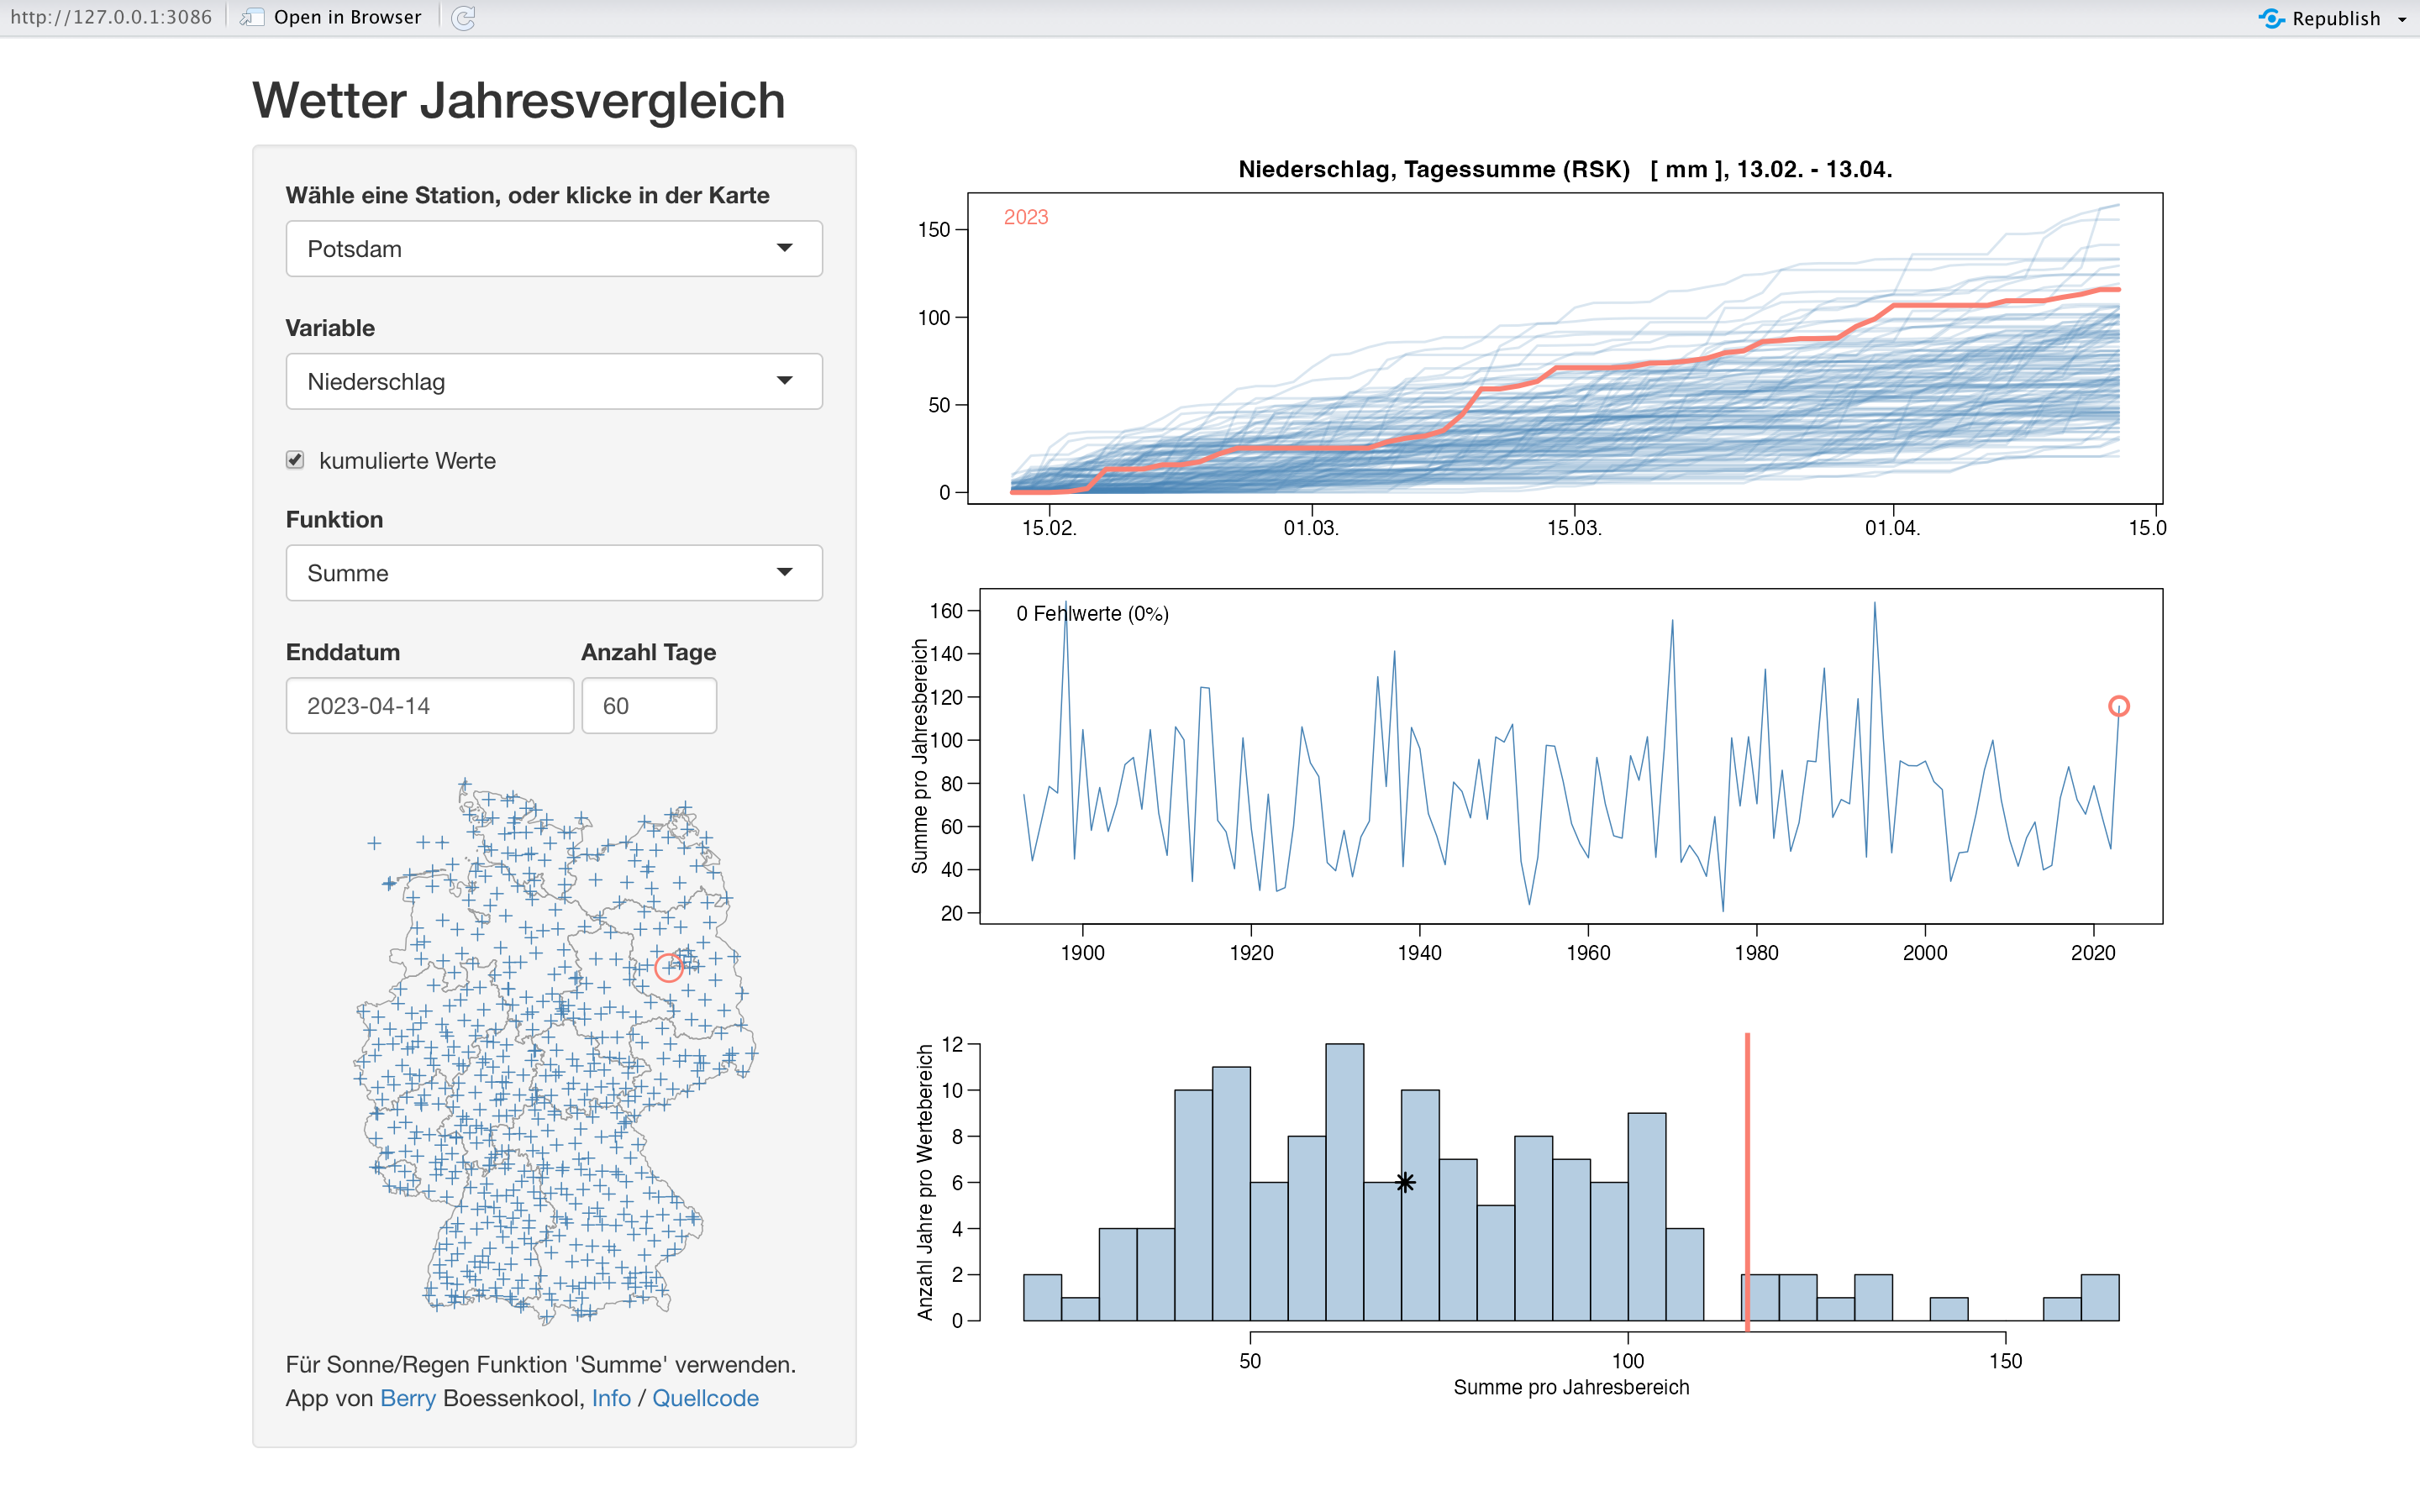 http://127.0.0.1:3086 Open in Browser Republish
Wetter Jahresvergleich
Wähle eine Station, oder klicke in der Karte
Potsdam
Variable
Niederschlag
kumulierte Werte
Funktion
Summe
Enddatum Anzahl Tage
2023-04-14 60
Für Sonne/Regen Funktion 'Summe' verwenden.
App von Berry Boessenkool, Info / Quellcode
Niederschlag, Tagessumme (RSK) [ mm ], 13.02. - 13.04.
2023
150
100
50
0
15.02. 01.03. 15.03. 01.04. 15.0
0 Fehlwerte (0%)
Summe pro Jahresbereich
160
140
120
100
80
60
40
20
1900 1920 1940 1960 1980 2000 2020
Anzahl Jahre pro Wertebereich
12
10
8
6
4
2
0
50 100 150
Summe pro Jahresbereich